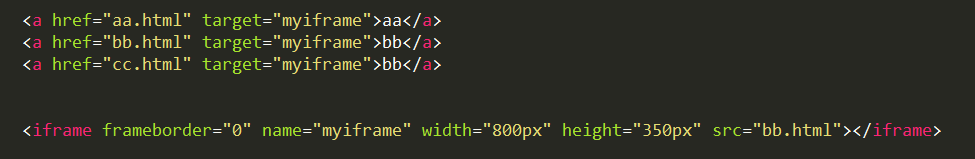 <a href="aa.html" target="myiframe">aa</a>
<a href="bb.html" target="myiframe">bb</a>
<a href="cc.html" target="myiframe">bb</a>
<iframe frameborder="0" name="myiframe" width="800px" height="350px" src="bb.html"></iframe>